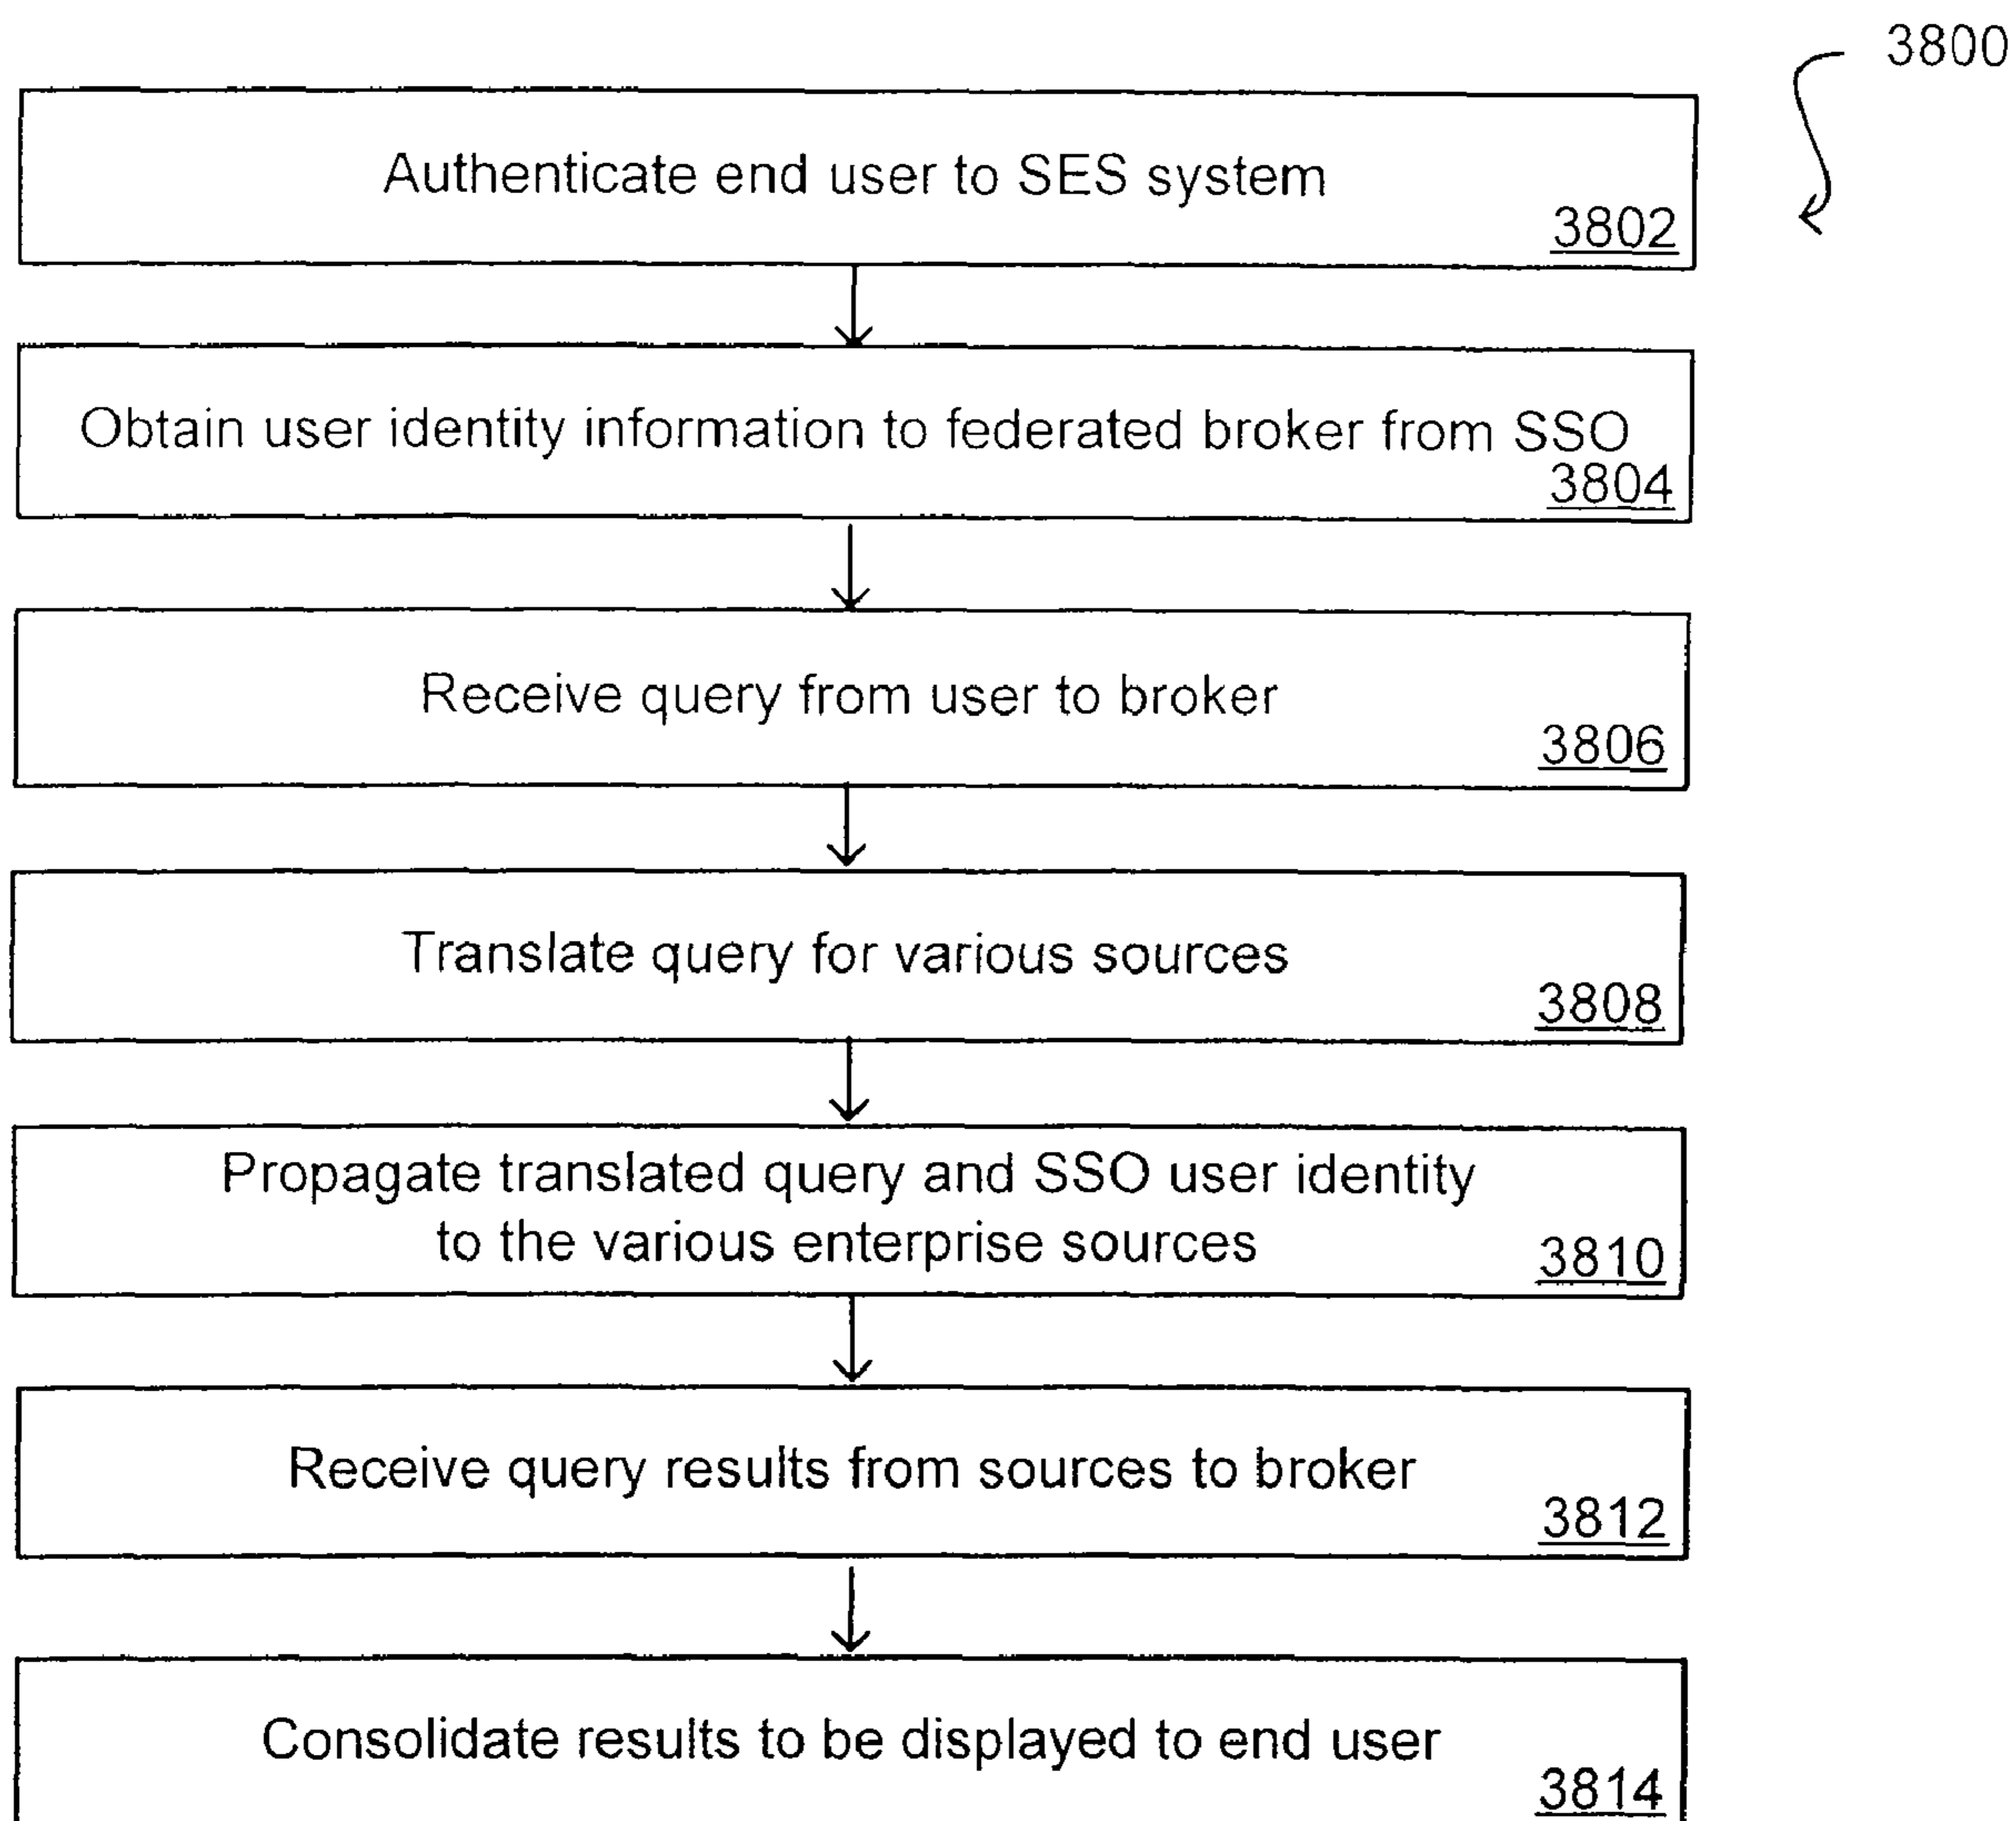 3800
Authenticate end user to SES system
3802
Obtain user identity information to federated broker from SSO
3804
Receive query from user to broker
3806
Translate query for various sources
3808
Propagate translated query and SSO user identity
to the various enterprise sources
3810
Receive query results from sources to broker
3812
Consolidate results to be displayed to end user
3814